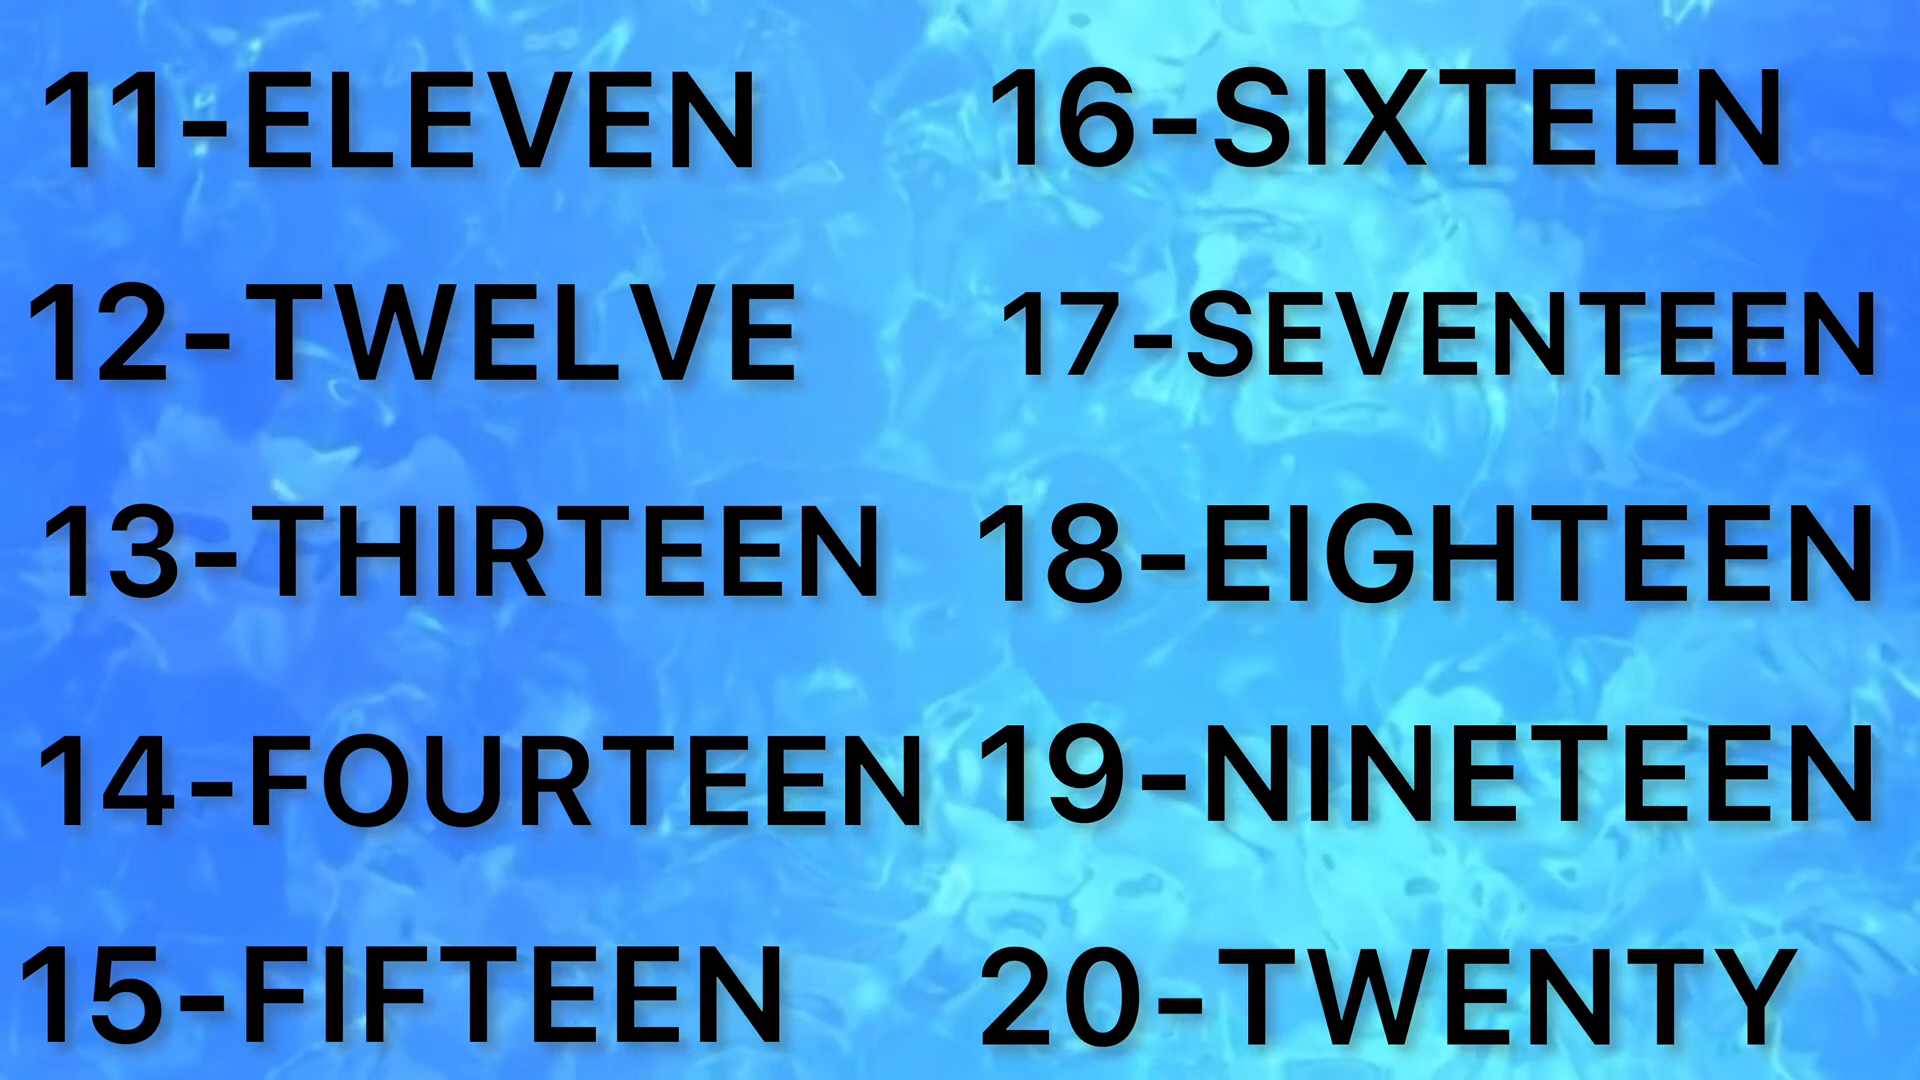 11-ELEVEN
12-TWELVE
13-THIRTEEN
14-FOURTEEN
15-FIFTEEN
16-SIXTEEN
17-SEVENTEEN
18-EIGHTEEN
19-NINETEEN
20-TWENTY